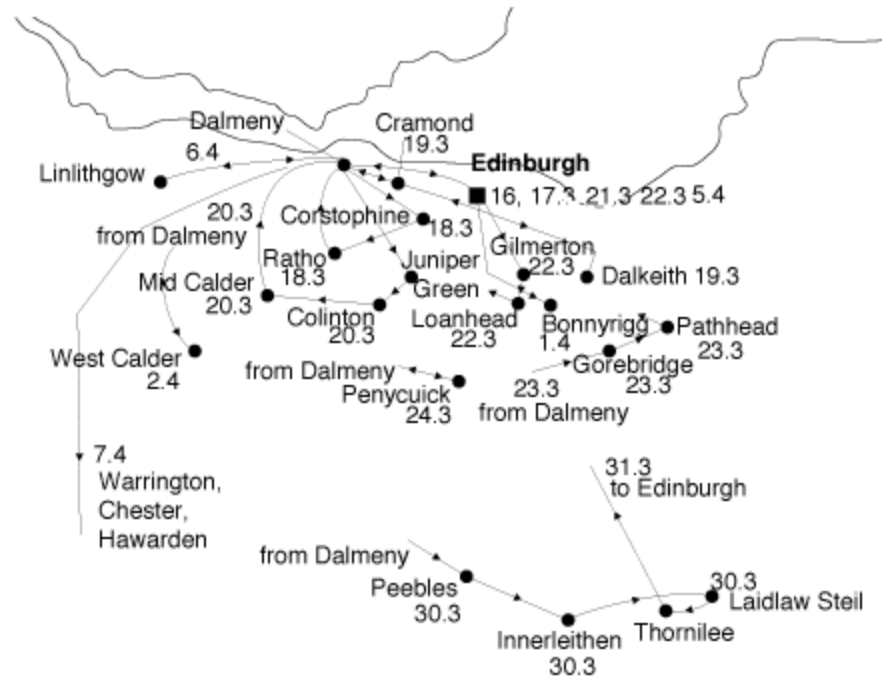 Dalmeny
Cramond
19.3
6.4
Edinburgh
Linlithgow
16, 17.3, 21.3 22.3 5.4
20.3
Corstophine
18.3
from Dalmeny
Gilmerton
22.3
Ratho
18.3
Juniper
Green
Dalkeith 19.3
Mid Calder
20.3
Colinton
20.3
Loanhead
22.3
Bonnyrigg
1.4
Pathhead
23.3
West Calder
2.4
from Dalmeny
Penycuick
24.3
Gorebridge
23.3
23.3
from Dalmeny
7.4
Warrington,
Chester,
Hawarden
31.3
to Edinburgh
from Dalmeny
Peebles
30.3
30.3
Laidlaw Steil
Innerleithen
30.3
Thornilee